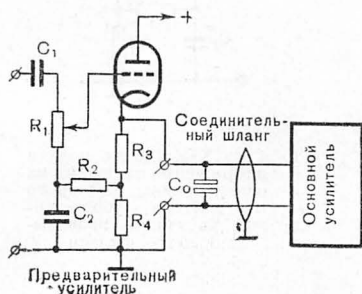 +
C₁
R₁
R₂
R₃
C₂
R₄
C₀
Соединитель-
ный шланг
Основной
усилитель
Предварительный
усилитель